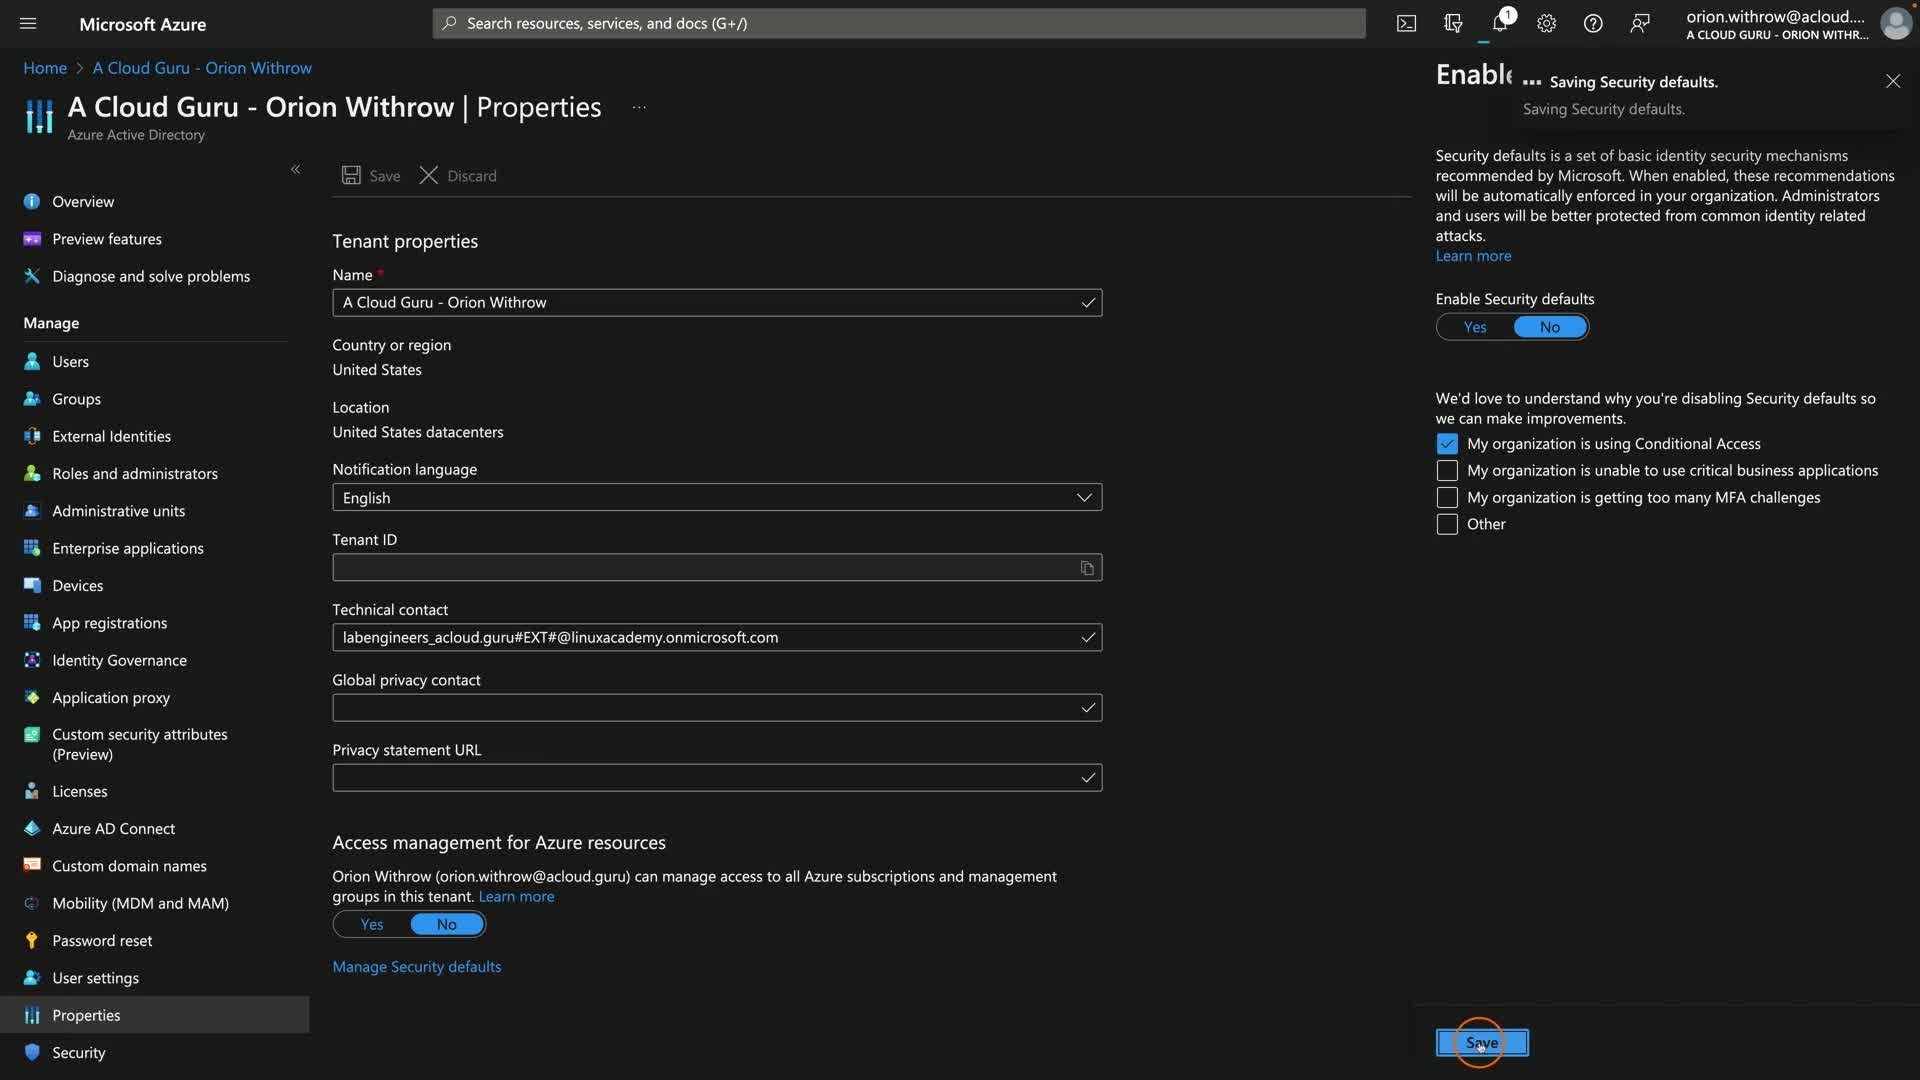 Microsoft Azure
Search resources, services, and docs (G+/)
1
orion.withrow@acloud....
A CLOUD GURU - ORION WITHR...
Home > A Cloud Guru - Orion Withrow
A Cloud Guru - Orion Withrow | Properties ...
Azure Active Directory
«
Overview
Preview features
Diagnose and solve problems
Manage
Users
Groups
External Identities
Roles and administrators
Administrative units
Enterprise applications
Devices
App registrations
Identity Governance
Application proxy
Custom security attributes
(Preview)
Licenses
Azure AD Connect
Custom domain names
Mobility (MDM and MAM)
Password reset
User settings
Properties
Security
Save Discard
Tenant properties
Name *
A Cloud Guru - Orion Withrow
Country or region
United States
Location
United States datacenters
Notification language
English
Tenant ID
Technical contact
labengineers_acloud.guru#EXT#@linuxacademy.onmicrosoft.com
Global privacy contact
Privacy statement URL
Access management for Azure resources
Orion Withrow (orion.withrow@acloud.guru) can manage access to all Azure subscriptions and management
groups in this tenant. Learn more
Yes No
Manage Security defaults
Saving Security defaults.
Saving Security defaults.
Security defaults is a set of basic identity security mechanisms
recommended by Microsoft. When enabled, these recommendations
will be automatically enforced in your organization. Administrators
and users will be better protected from common identity related
attacks.
Learn more
Enable Security defaults
Yes No
We'd love to understand why you're disabling Security defaults so
we can make improvements.
My organization is using Conditional Access
My organization is unable to use critical business applications
My organization is getting too many MFA challenges
Other
Save